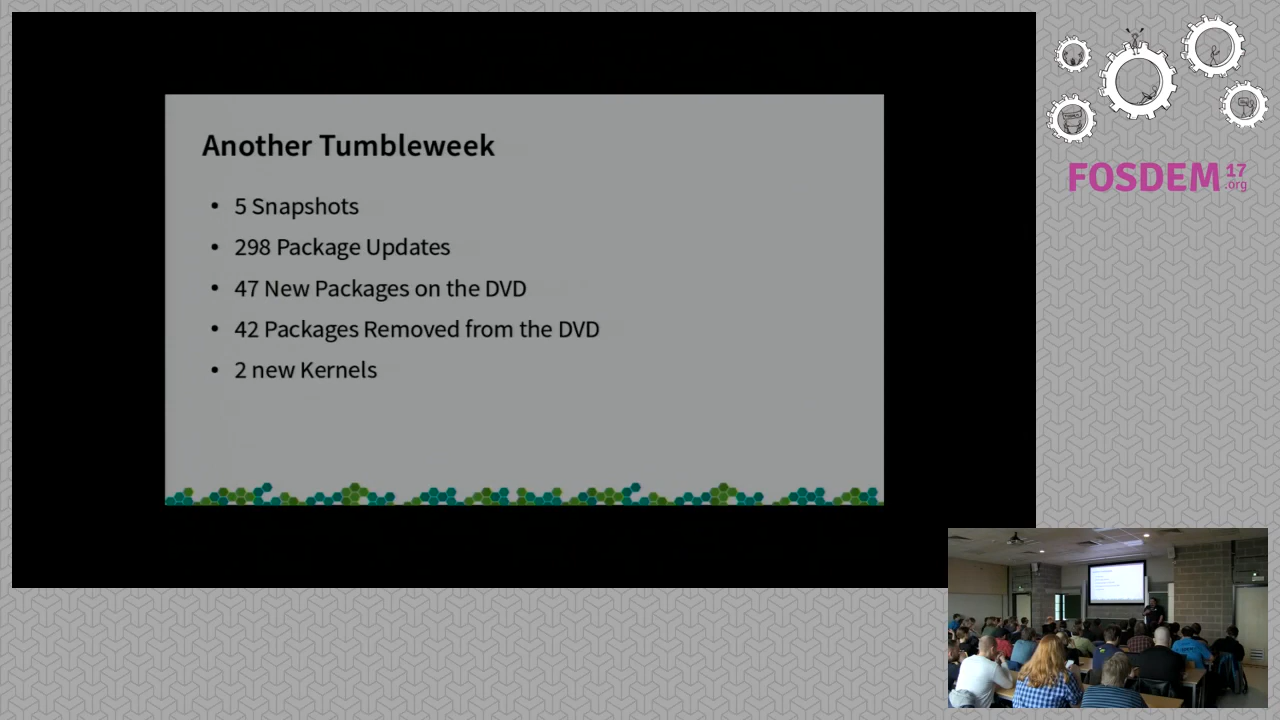 Another Tumbleweek
• 5 Snapshots
• 298 Package Updates
• 47 New Packages on the DVD
• 42 Packages Removed from the DVD
• 2 new Kernels
FOSDEM 17
.org